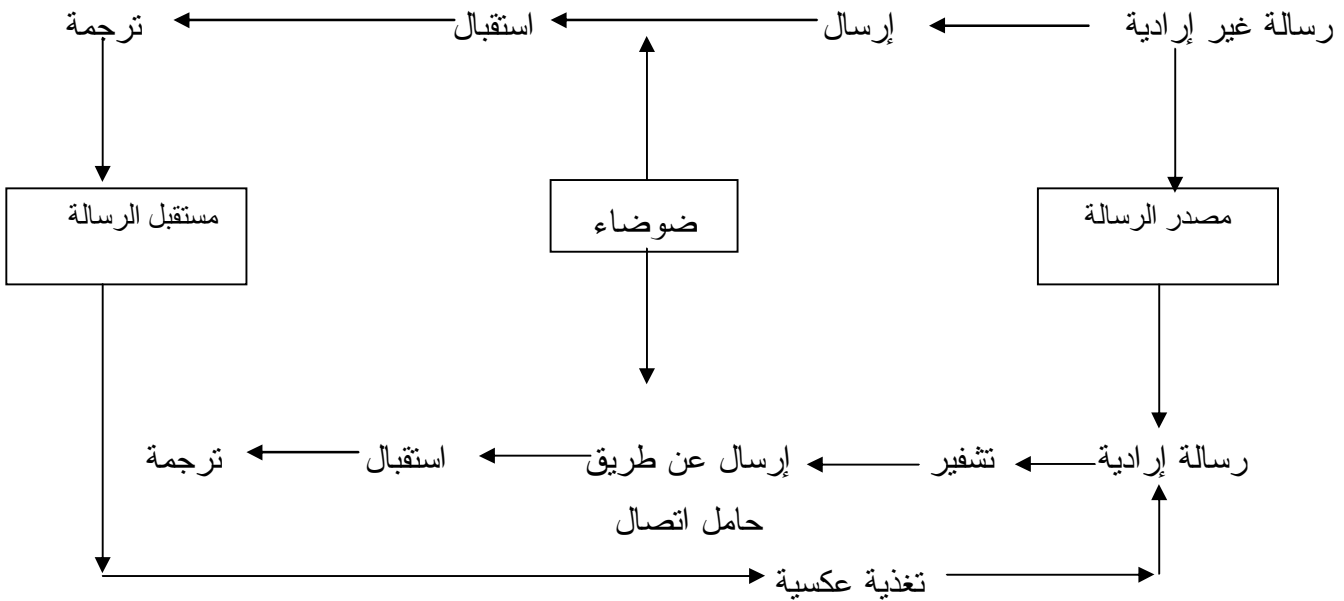 رسالة غير إرادية إرسال استقبال ترجمة
مصدر الرسالة ضوضاء مستقبل الرسالة
رسالة إرادية تشفير إرسال عن طريق استقبال ترجمة
حامل اتصال
تغذية عكسية